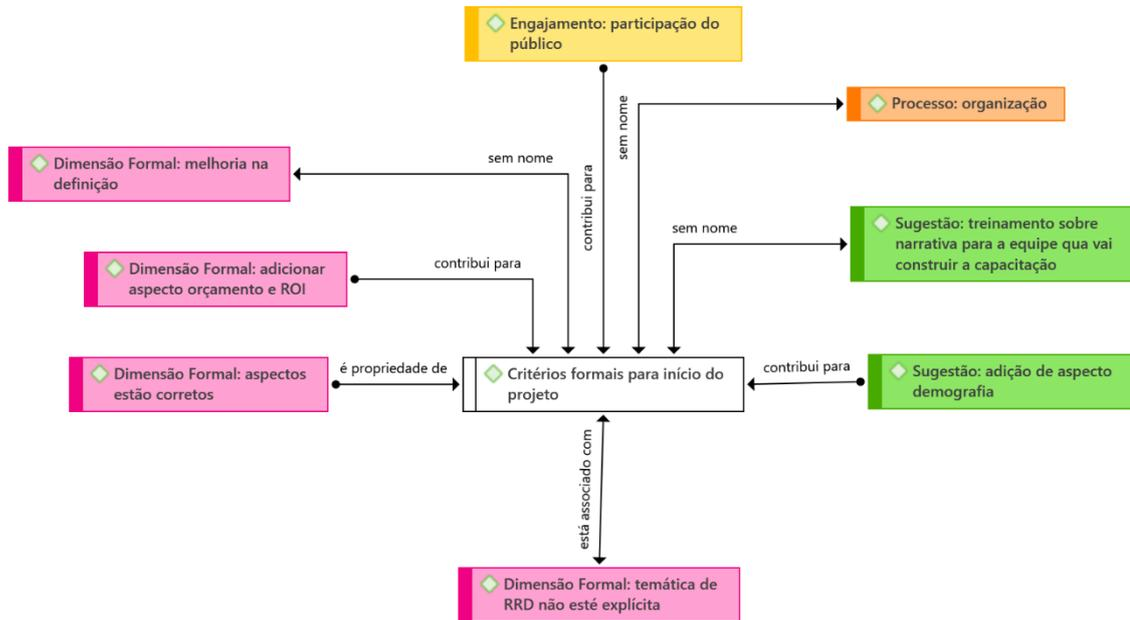 Engajamento: participação do
público
sem nome
Processo: organização
contribui para
sem nome
Dimensão Formal: melhoria na
definição
sem nome
Sugestão: treinamento sobre
narrativa para a equipe qua vai
construir a capacitação
contribui para
Dimensão Formal: adicionar
aspecto orçamento e ROI
é propriedade de
Dimensão Formal: aspectos
estão corretos
Critérios formais para início do
projeto
contribui para
Sugestão: adição de aspecto
demografia
está associado com
Dimensão Formal: temática de
RRD não esté explícita